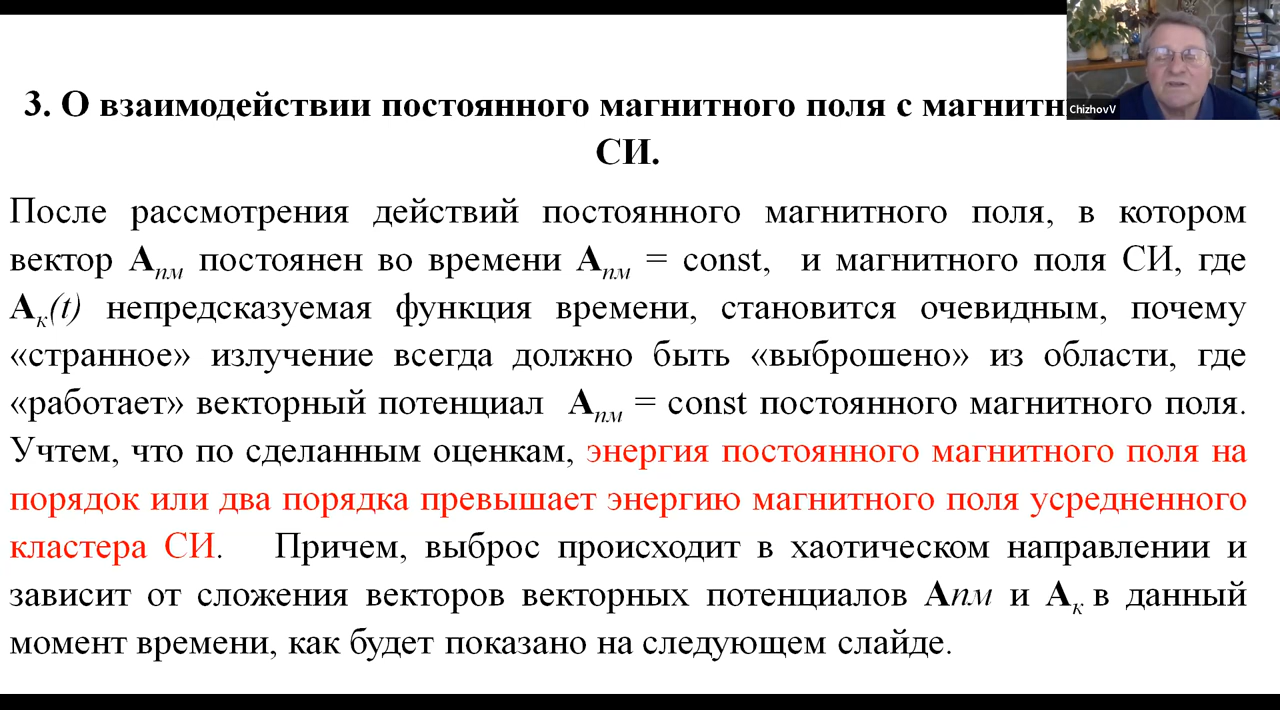 3. О взаимодействии постоянного магнитного поля с
СИ.
После рассмотрения действий постоянного магнитного поля, в котором
вектор Aпм постоянен во времени Aпм = const, и магнитного поля СИ, где
Aк(t) непредсказуемая функция времени, становится очевидным, почему
«странное» излучение всегда должно быть «выброшено» из области, где
«работает» векторный потенциал Aпм = const постоянного магнитного поля.
Учтем, что по сделанным оценкам, энергия постоянного магнитного поля на
порядок или два порядка превышает энергию магнитного поля усредненного
кластера СИ. Причем, выброс происходит в хаотическом направлении и
зависит от сложения векторов векторных потенциалов Aпм и Aк в данный
момент времени, как будет показано на следующем слайде.
ChizhovV